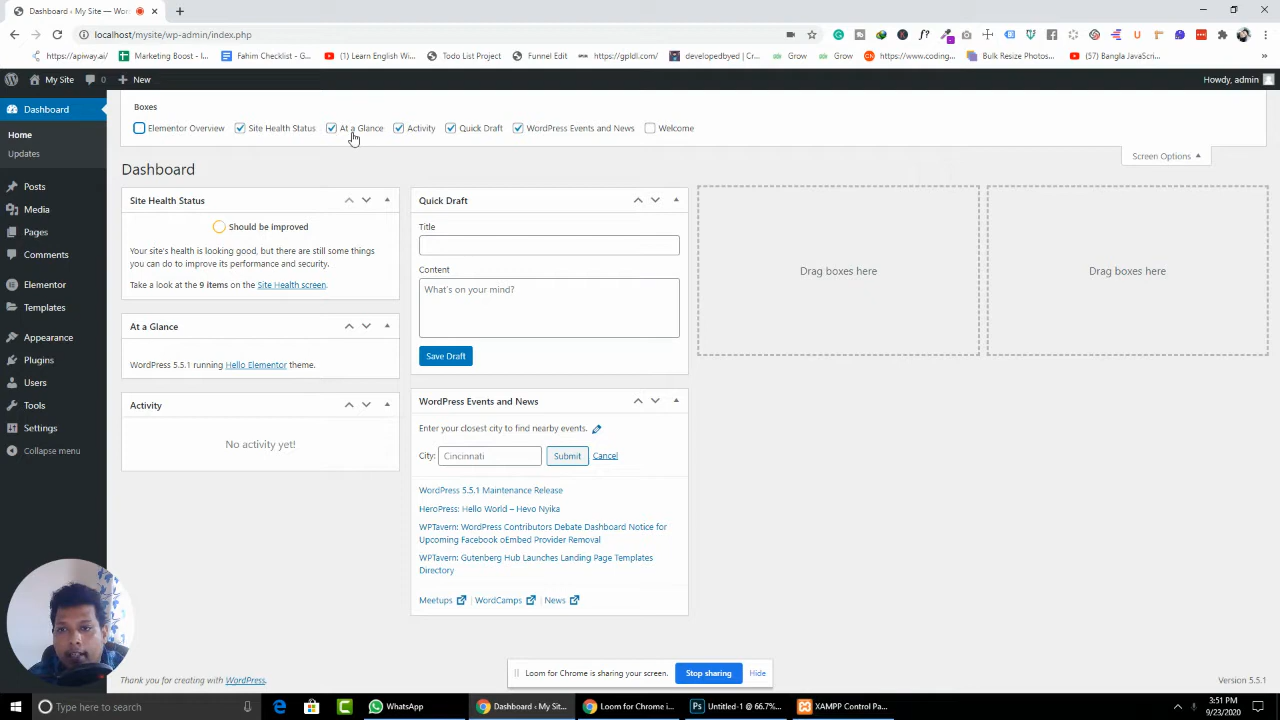 Dashboard ‹ My Site — Wor
localhost/mysite/wp-admin/index.php
https://apiway.com/...
Marketing Boost - I...
Fahim Checklist - G...
(1) Learn English Wi...
Todo List Project
Funnel Edit
https://gpldl.com/...
developedbyed | Cr...
Grow
Grow
https://www.coding...
Bulk Resize Photos...
(57) Bangla JavaScri...
My Site
0
New
Howdy, admin
Dashboard
Home
Updates
Posts
Media
Pages
Comments
Elementor
Templates
Appearance
Plugins
Users
Tools
Settings
Collapse menu
Boxes
Elementor Overview
Site Health Status
At a Glance
Activity
Quick Draft
WordPress Events and News
Welcome
Screen Options
Dashboard
Site Health Status
Should be improved
Your site's health is looking good, but there are still some things
you can do to improve its performance and security.
Take a look at the 9 items on the Site Health screen.
At a Glance
WordPress 5.5.1 running Hello Elementor theme.
Activity
No activity yet!
Quick Draft
Title
Content
What's on your mind?
Save Draft
WordPress Events and News
Enter your closest city to find nearby events.
City:
Cincinnati
Submit
Cancel
WordPress 5.5.1 Maintenance Release
HeroPress: Hello World – Hevo Nyika
WPTavern: WordPress Contributors Debate Dashboard Notice for
Upcoming Facebook oEmbed Provider Removal
WPTavern: Gutenberg Hub Launches Landing Page Templates
Directory
Meetups | WordCamps | News
Drag boxes here
Drag boxes here
Thank you for creating with WordPress.
Version 5.5.1
Loom for Chrome is sharing your screen.
Stop sharing
Hide
Type here to search
WhatsApp
Dashboard ‹ My Sit...
Loom for Chrome i...
Untitled-1 @ 66.7%...
XAMPP Control Pa...
3:51 PM
9/23/2020